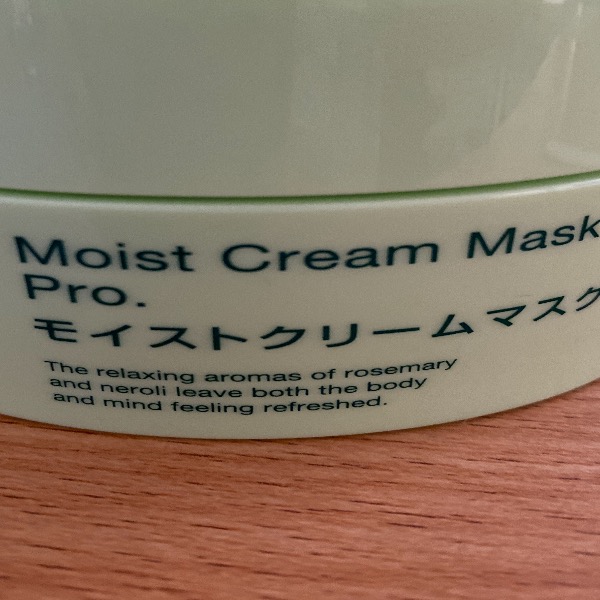 Moist Cream Mask
Pro.
モイストクリームマスク
The relaxing aromas of rosemary
and neroli leave both the body
and mind feeling refreshed.